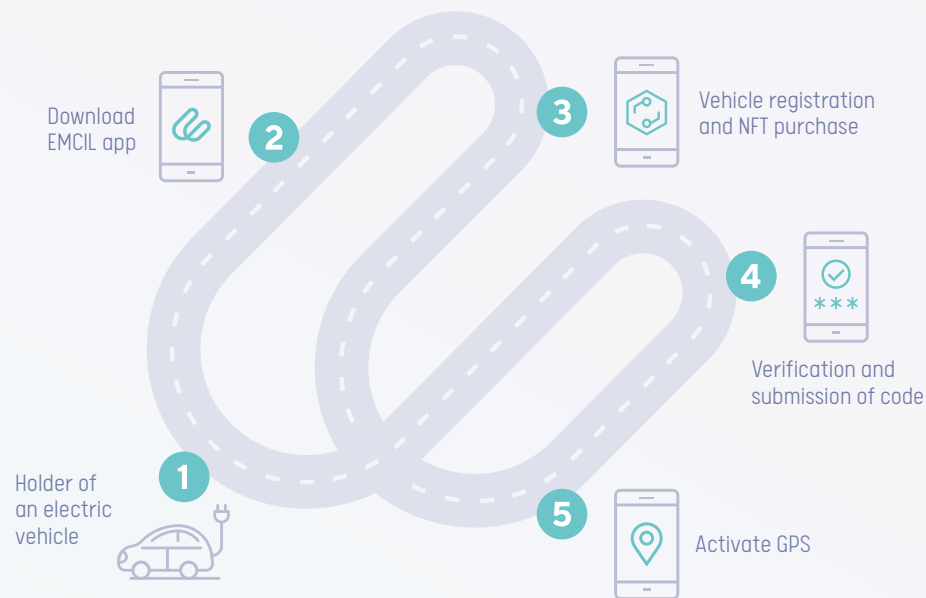 1
Holder of
an electric
vehicle
2
Download
EMCIL app
3
Vehicle registration
and NFT purchase
4
***
Verification and
submission of code
5
Activate GPS